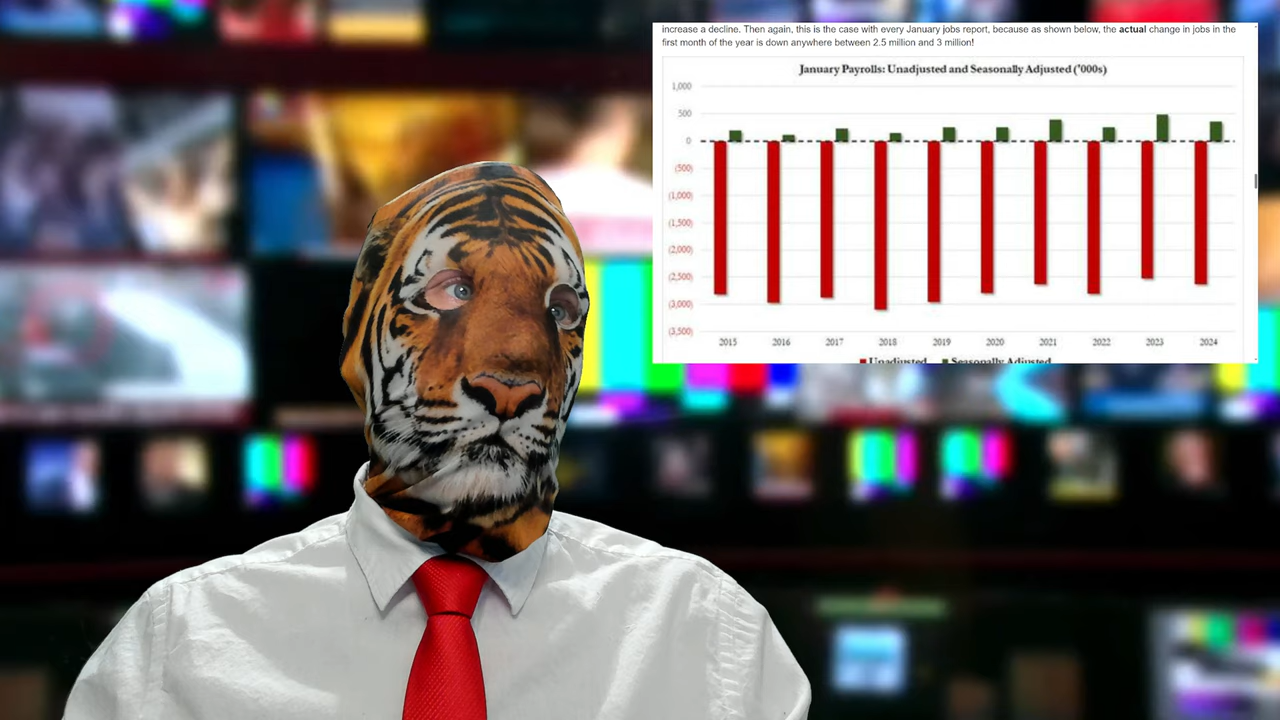 increase a decline. Then again, this is the case with every January jobs report, because as shown below, the actual change in jobs in the
first month of the year is down anywhere between 2.5 million and 3 million!
January Payrolls: Unadjusted and Seasonally Adjusted ('000s)
1,000
500
0
(500)
(1,000)
(1,500)
(2,000)
(2,500)
(3,000)
(3,500)
2015 2016 2017 2018 2019 2020 2021 2022 2023 2024
Unadjusted Seasonally Adjusted